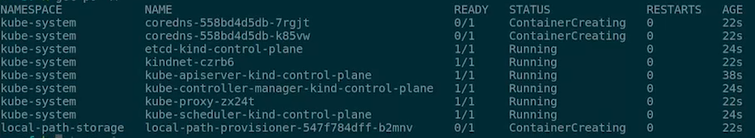 NAMESPACE NAME READY STATUS RESTARTS AGE
kube-system coredns-558bd4d5db-7rgjt 0/1 ContainerCreating 0 22s
kube-system coredns-558bd4d5db-k85vw 0/1 ContainerCreating 0 22s
kube-system etcd-kind-control-plane 1/1 Running 0 24s
kube-system kindnet-czrb6 1/1 Running 0 22s
kube-system kube-apiserver-kind-control-plane 1/1 Running 0 38s
kube-system kube-controller-manager-kind-control-plane 1/1 Running 0 24s
kube-system kube-proxy-zx24t 1/1 Running 0 22s
kube-system kube-scheduler-kind-control-plane 1/1 Running 0 24s
local-path-storage local-path-provisioner-547f784dff-b2mnv 0/1 ContainerCreating 0 22s